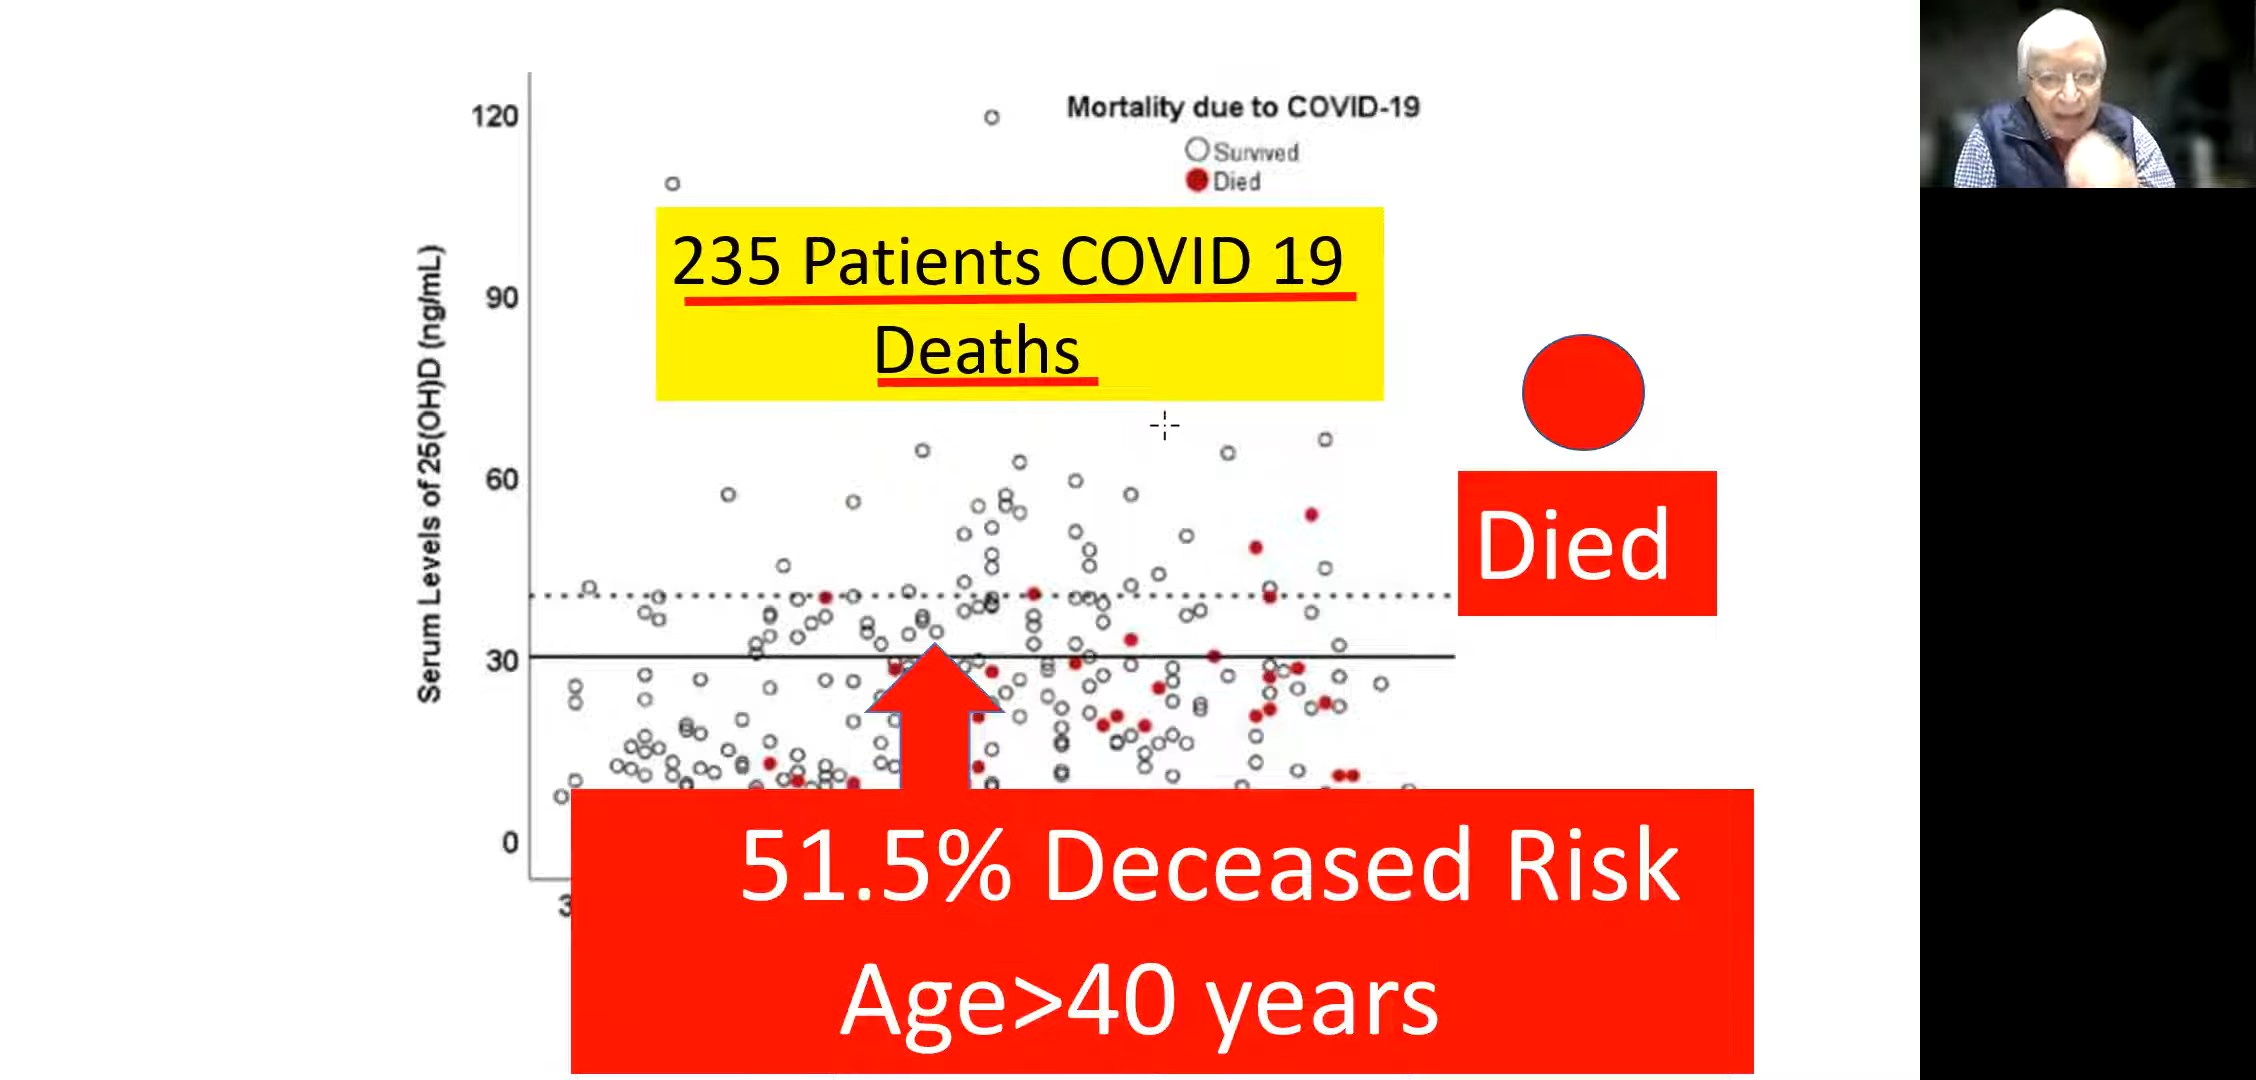 Mortality due to COVID-19
Survived
Died
235 Patients COVID 19
Deaths
Serum Levels of 25(OH)D (ng/mL)
120
90
60
30
0
3
Died
51.5% Deceased Risk
Age>40 years